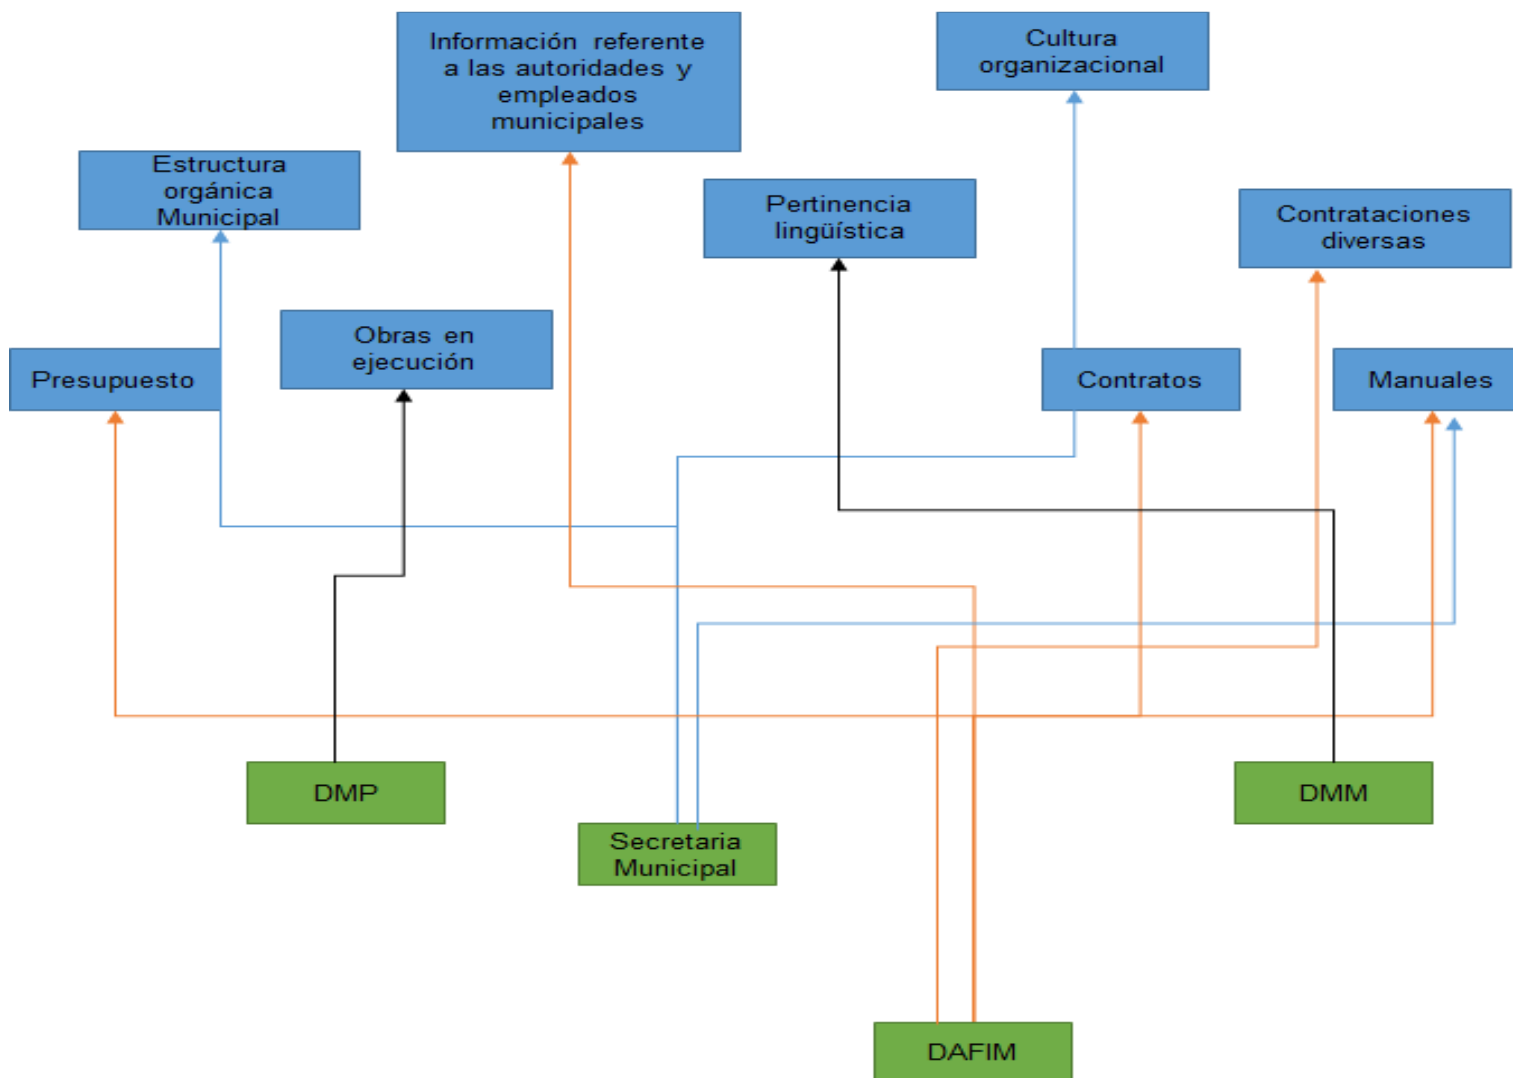 Información referente
a las autoridades y
empleados
municipales
Cultura
organizacional
Estructura
orgánica
Municipal
Pertinencia
lingüística
Contrataciones
diversas
Obras en
ejecución
Presupuesto
Contratos
Manuales
DMP
DMM
Secretaria
Municipal
DAFIM